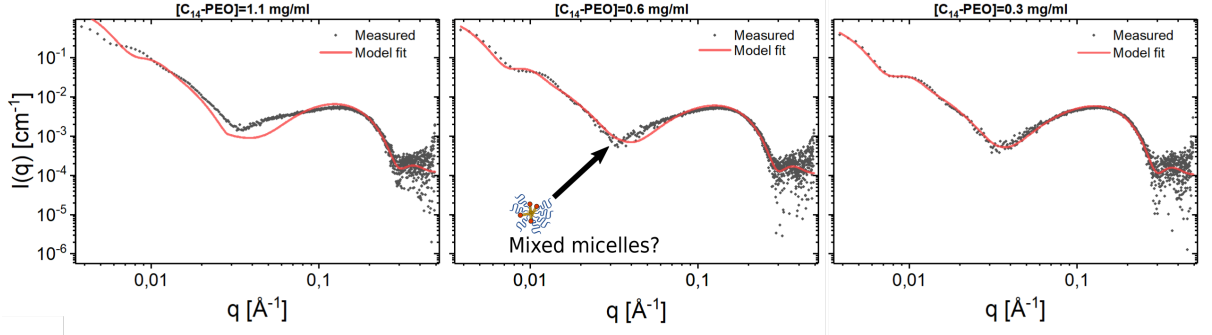 [C₁₄-PEO]=1.1 mg/ml
[C₁₄-PEO]=0.6 mg/ml
[C₁₄-PEO]=0.3 mg/ml
Measured
Model fit
Measured
Model fit
Measured
Model fit
I(q) [cm⁻¹]
10⁻¹
10⁻²
10⁻³
10⁻⁴
10⁻⁵
10⁻⁶
Mixed micelles?
0,01
0,1
0,01
0,1
0,01
0,1
q [Å⁻¹]
q [Å⁻¹]
q [Å⁻¹]